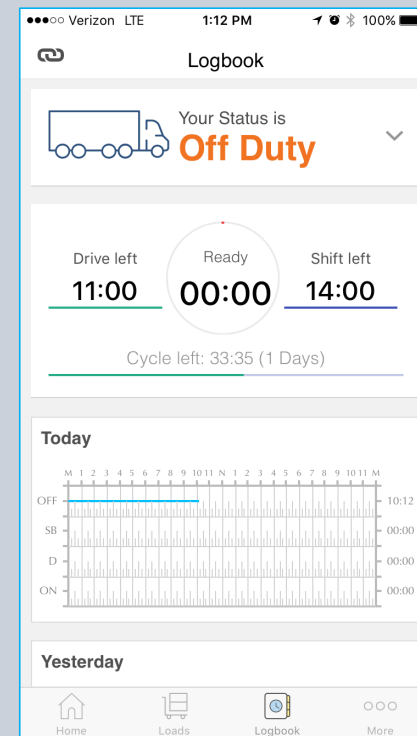 Verizon LTE 1:12 PM 100%
Logbook
Your Status is
Off Duty
Drive left
11:00
Ready
00:00
Shift left
14:00
Cycle left: 33:35 (1 Days)
Today
M 1 2 3 4 5 6 7 8 9 10 11 N 1 2 3 4 5 6 7 8 9 10 11 M
OFF 10:12
SB 00:00
D 00:00
ON 00:00
Yesterday
Home Loads Logbook More